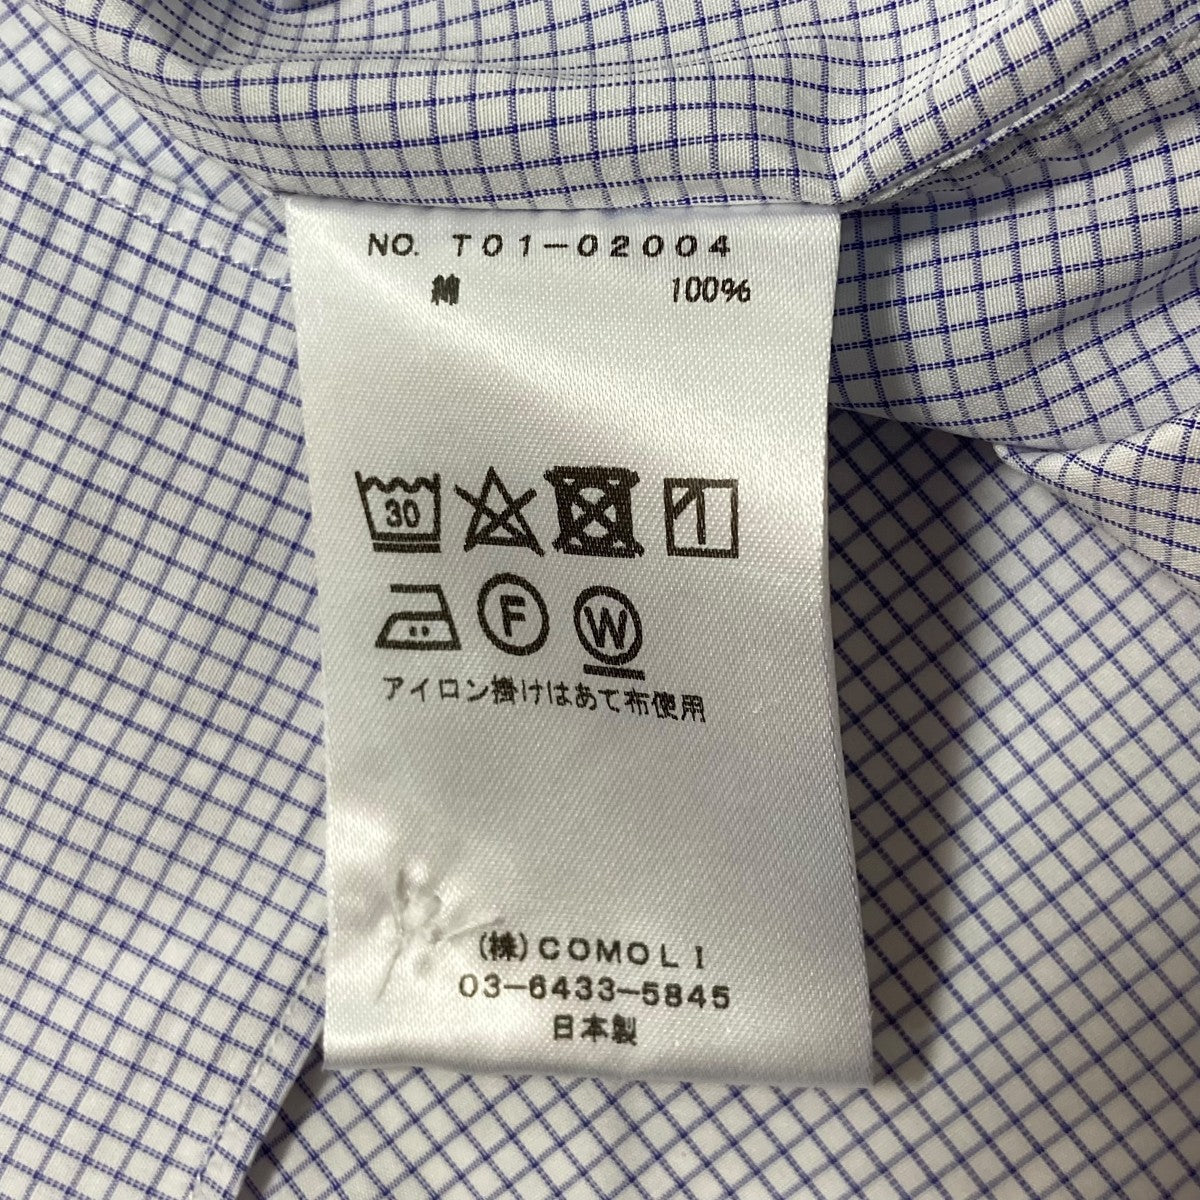 NO. T01-02004
綿 100%
30
F W
アイロン掛けはあて布使用
(株)COMOLI
03-6433-5845
日本製